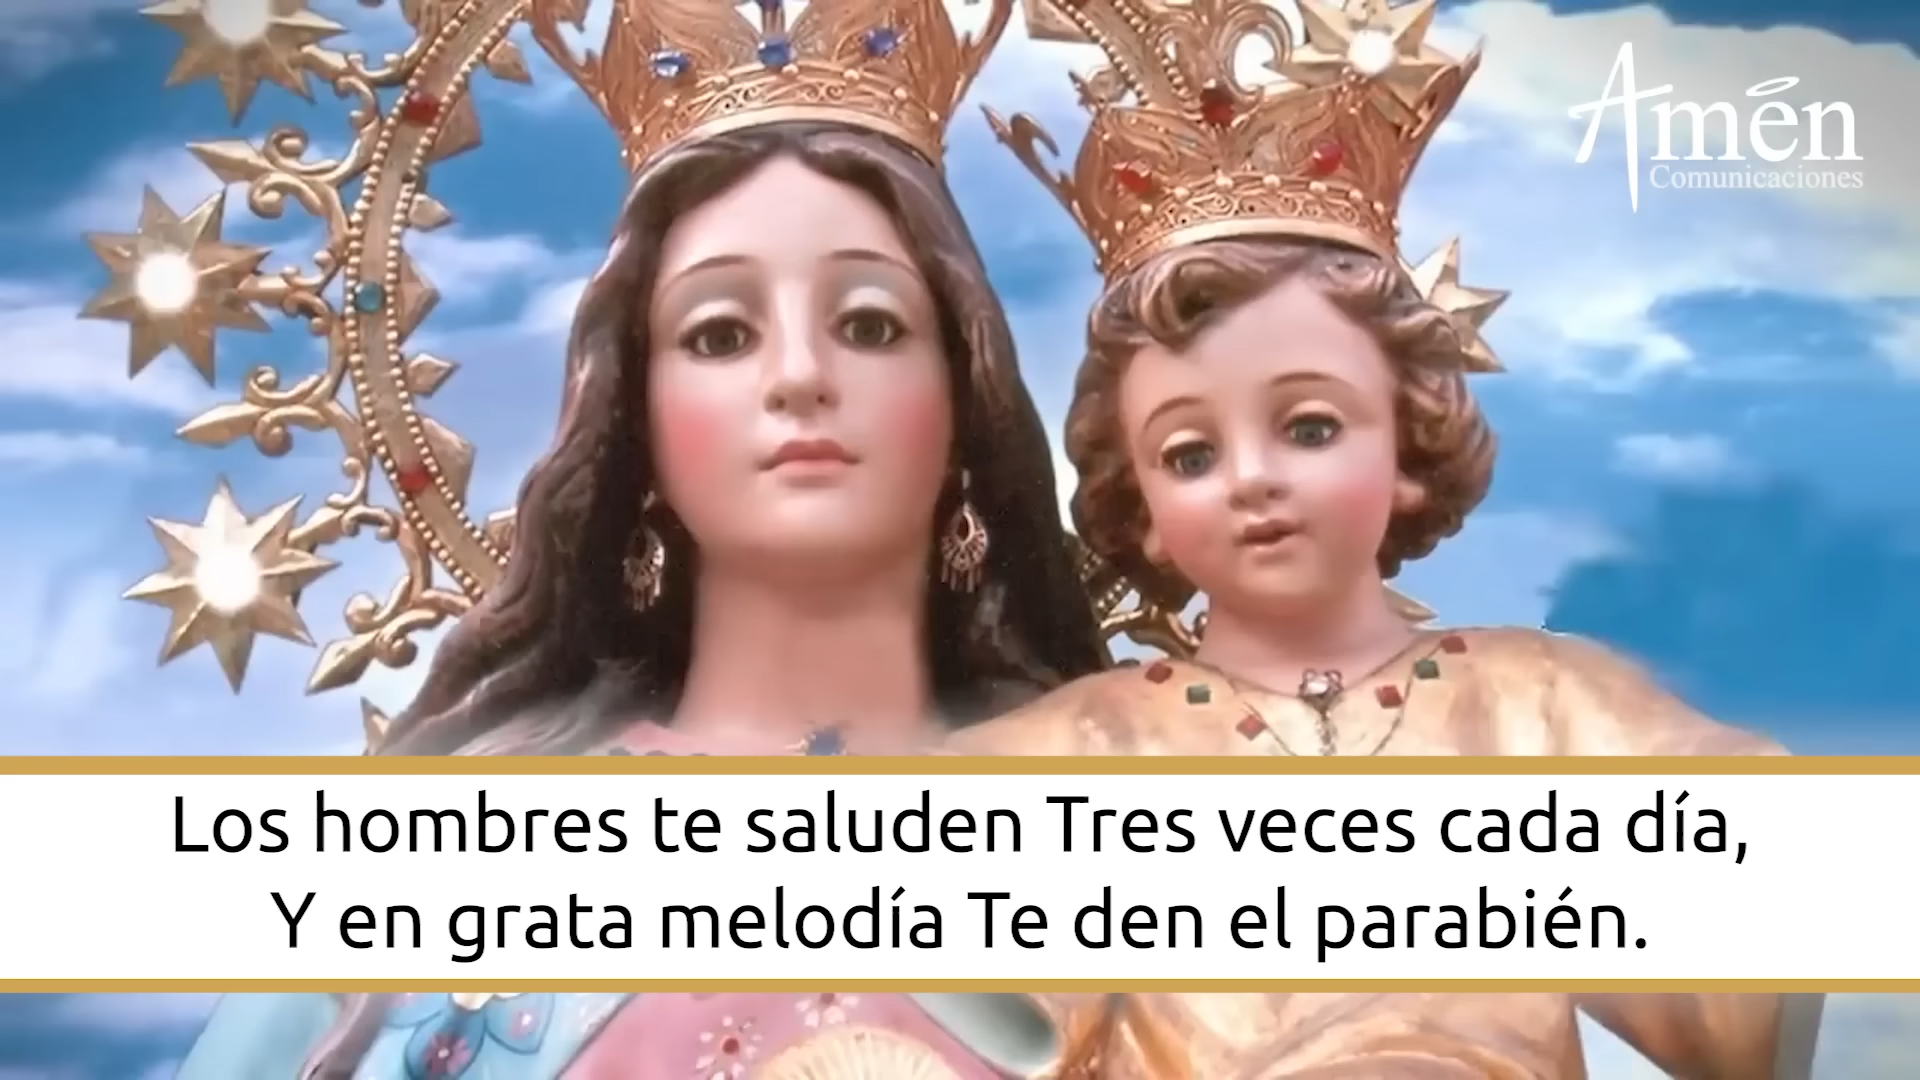 Amén
Comunicaciones
Los hombres te saluden Tres veces cada día,
Y en grata melodía Te den el parabién.